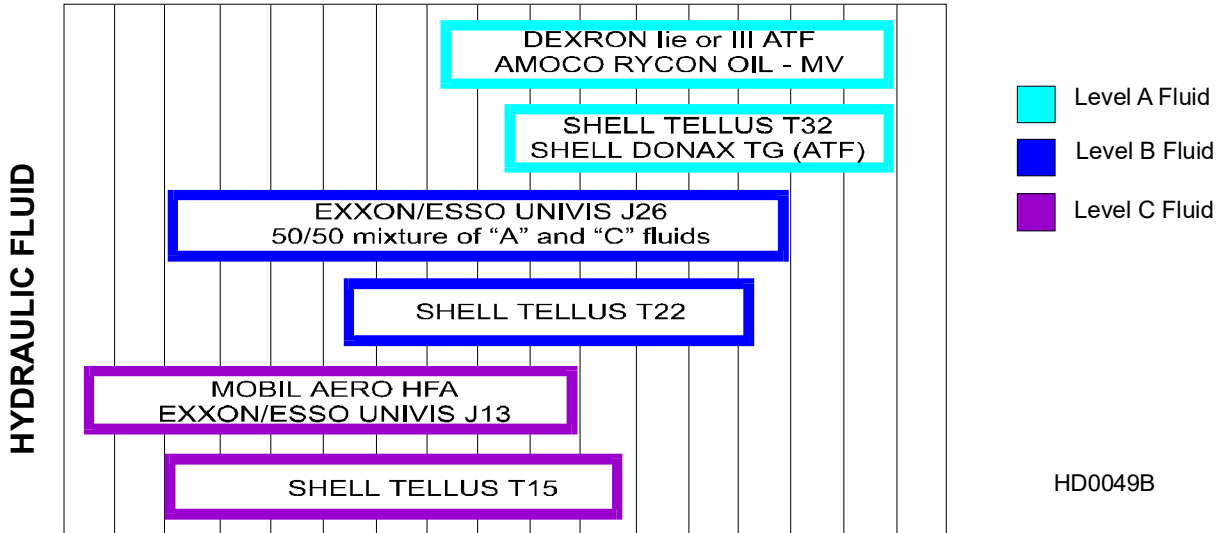 HYDRAULIC FLUID
DEXRON IIe or III ATF
AMOCO RYCON OIL - MV
SHELL TELLUS T32
SHELL DONAX TG (ATF)
EXXON/ESSO UNIVIS J26
50/50 mixture of “A” and “C” fluids
SHELL TELLUS T22
MOBIL AERO HFA
EXXON/ESSO UNIVIS J13
SHELL TELLUS T15
Level A Fluid
Level B Fluid
Level C Fluid
HD0049B